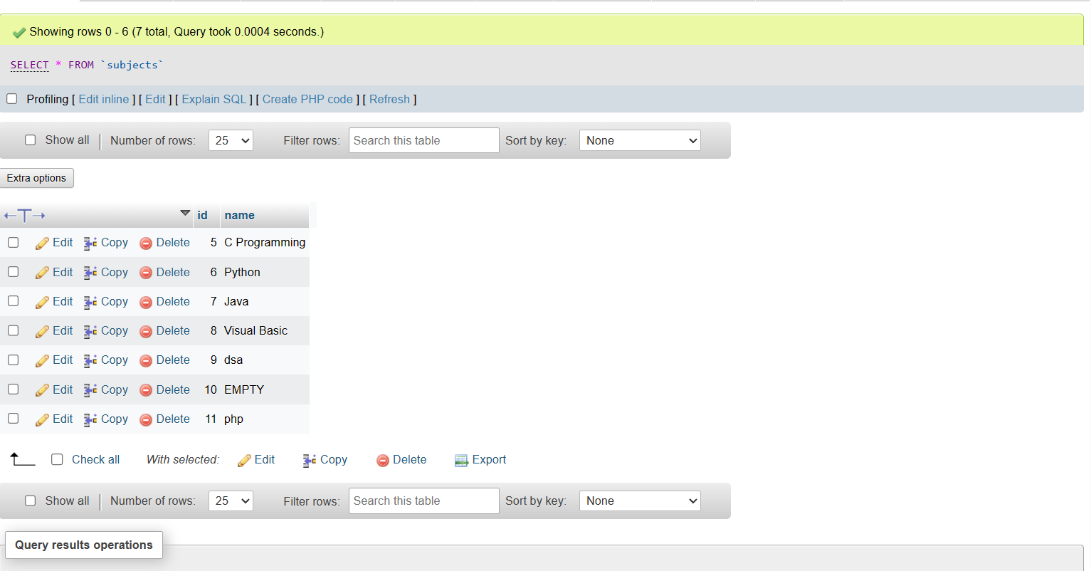 Showing rows 0 - 6 (7 total, Query took 0.0004 seconds.)
SELECT * FROM `subjects`
Profiling [ Edit inline ] [ Edit ] [ Explain SQL ] [ Create PHP code ] [ Refresh ]
Show all | Number of rows: 25 Filter rows: Search this table Sort by key: None
Extra options
←T→ id name
Edit Copy Delete 5 C Programming
Edit Copy Delete 6 Python
Edit Copy Delete 7 Java
Edit Copy Delete 8 Visual Basic
Edit Copy Delete 9 dsa
Edit Copy Delete 10 EMPTY
Edit Copy Delete 11 php
Check all With selected: Edit Copy Delete Export
Show all | Number of rows: 25 Filter rows: Search this table Sort by key: None
Query results operations